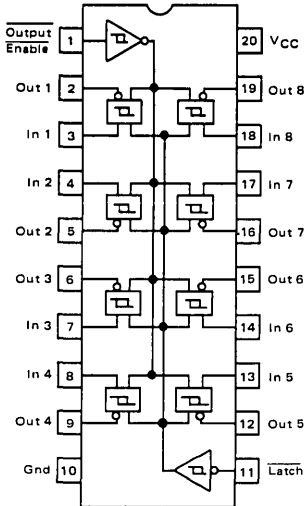 Output
Enable 1 20 VCC
Out 1 2 19 Out 8
In 1 3 18 In 8
In 2 4 17 In 7
Out 2 5 16 Out 7
Out 3 6 15 Out 6
In 3 7 14 In 6
In 4 8 13 In 5
Out 4 9 12 Out 5
Gnd 10 11 Latch